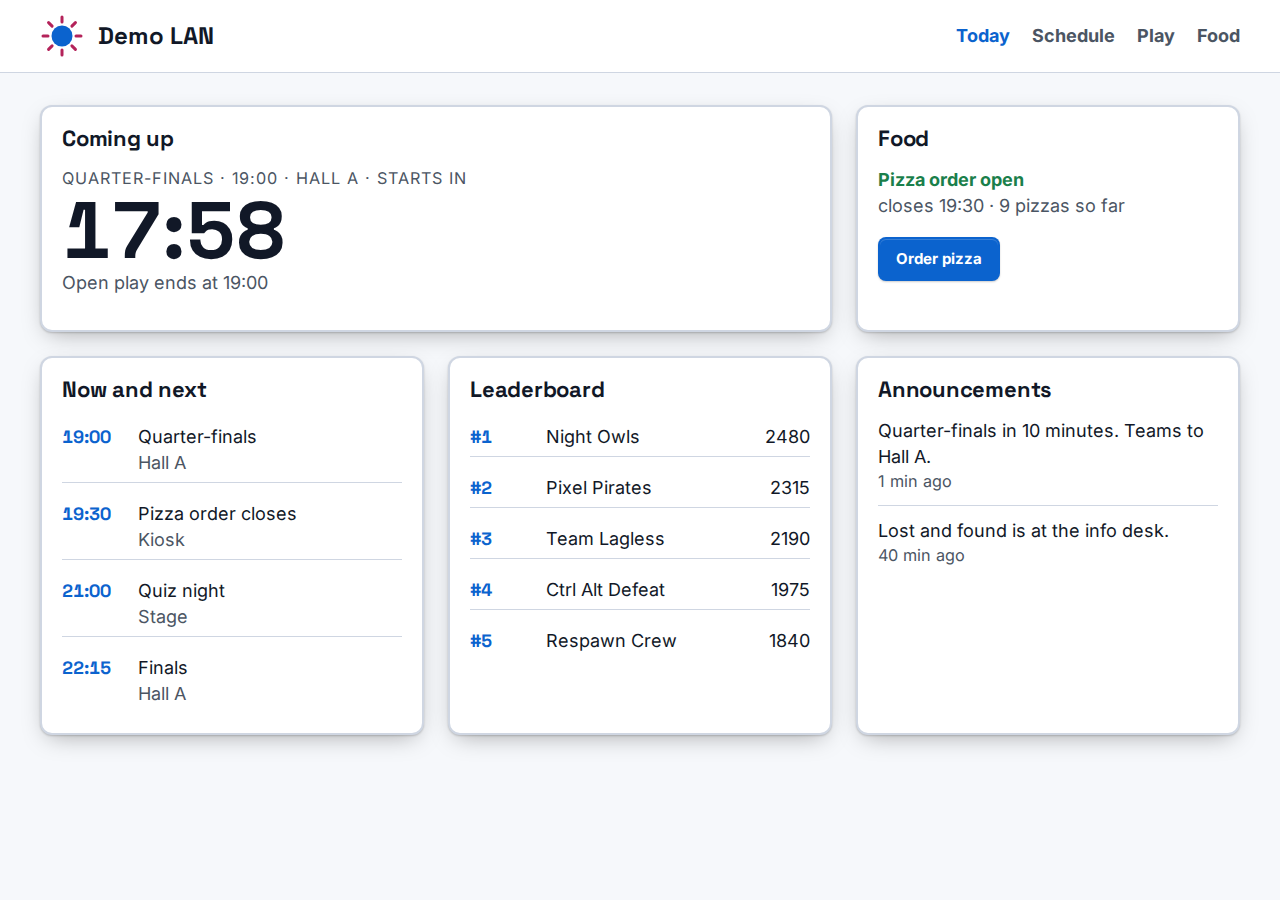 Demo LAN
Today
Schedule
Play
Food
Coming up
QUARTER-FINALS · 19:00 · HALL A · STARTS IN
17:58
Open play ends at 19:00
Food
Pizza order open
closes 19:30 · 9 pizzas so far
Order pizza
Now and next
19:00 Quarter-finals
Hall A
19:30 Pizza order closes
Kiosk
21:00 Quiz night
Stage
22:15 Finals
Hall A
Leaderboard
#1 Night Owls 2480
#2 Pixel Pirates 2315
#3 Team Lagless 2190
#4 Ctrl Alt Defeat 1975
#5 Respawn Crew 1840
Announcements
Quarter-finals in 10 minutes. Teams to
Hall A.
1 min ago
Lost and found is at the info desk.
40 min ago